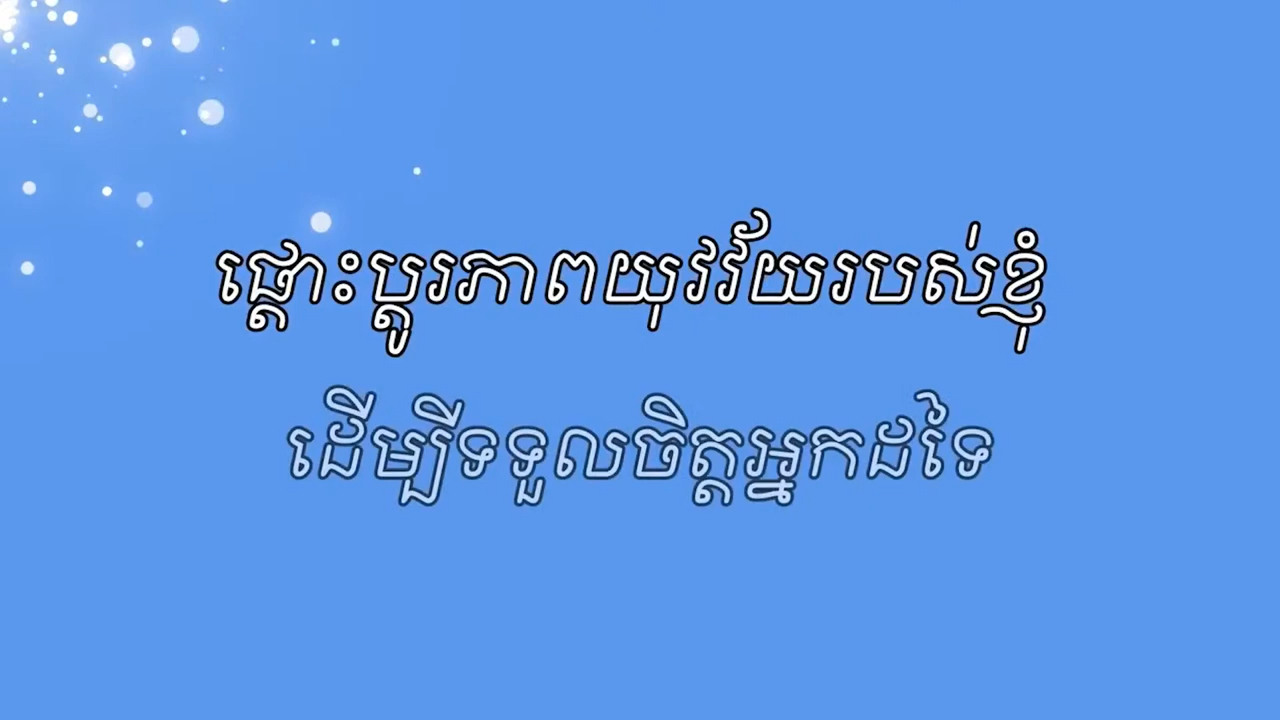 ផ្តោះប្តូរភាពយុវវ័យរបស់ខ្ញុំ
ដើម្បីទទួលចិត្តអ្នកដទៃ